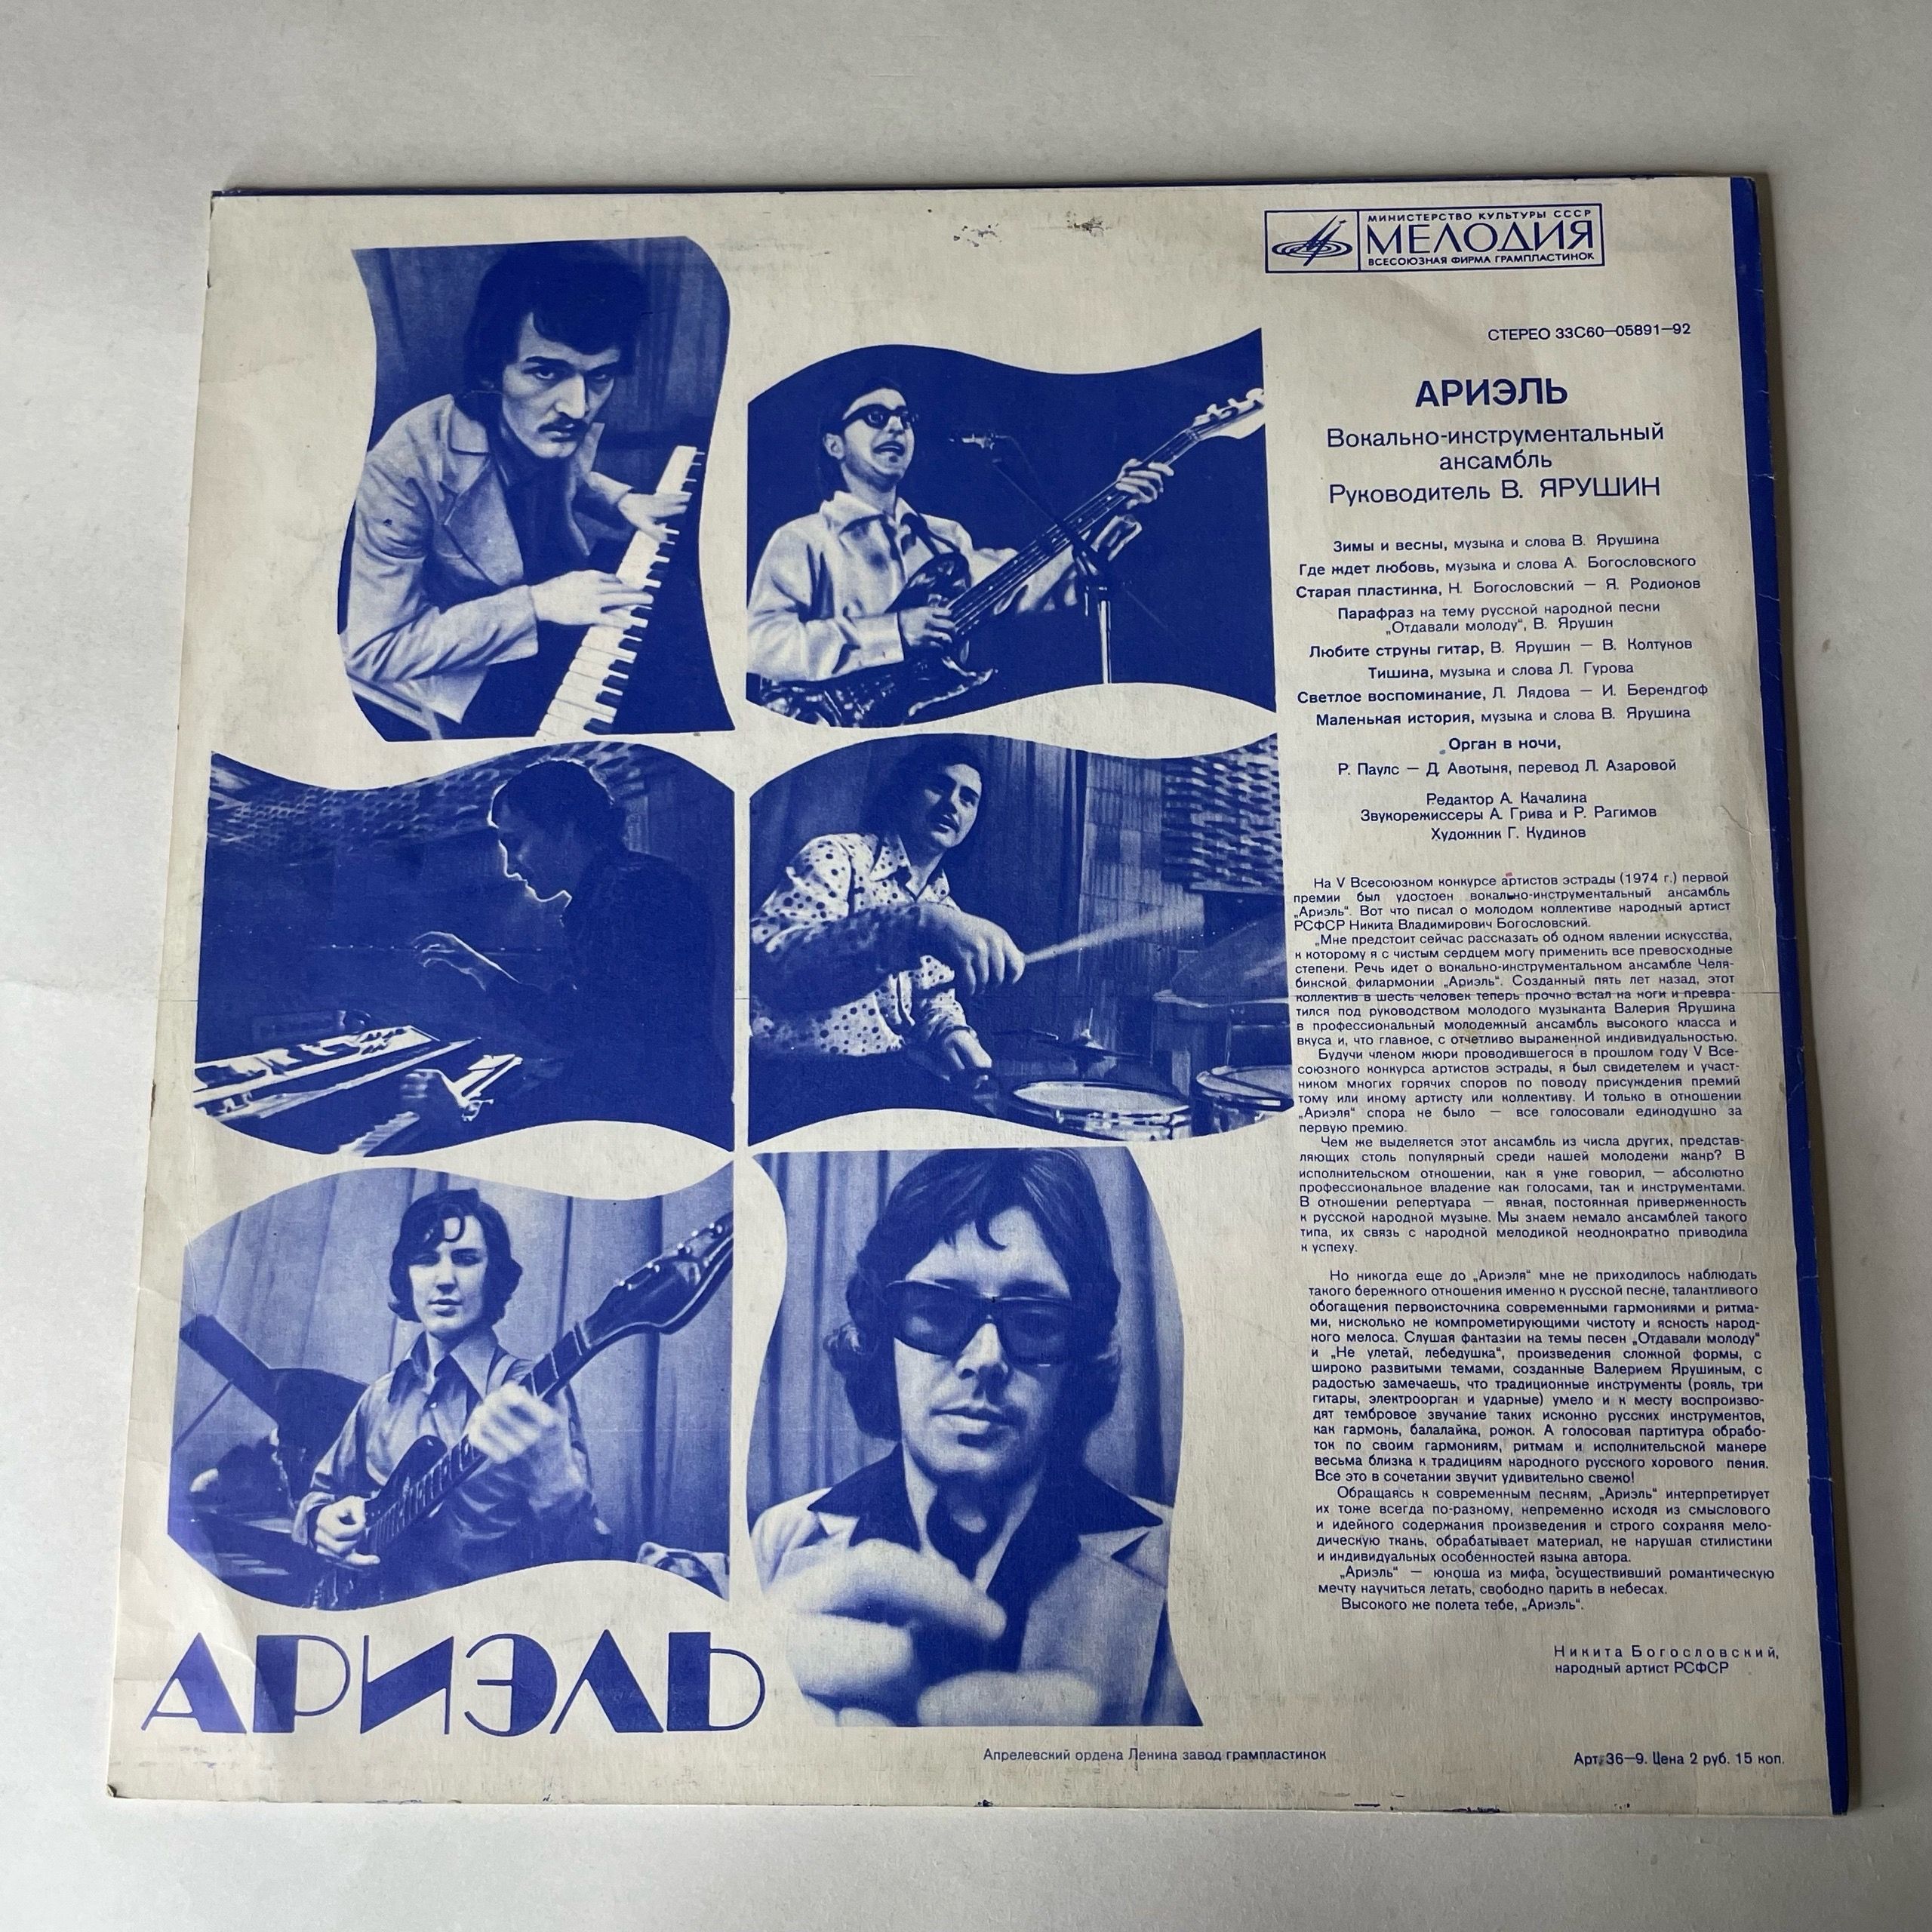 МИНИСТЕРСТВО КУЛЬТУРЫ СССР
МЕЛОДИЯ
ВСЕСОЮЗНАЯ ФИРМА ГРАМПЛАСТИНОК
СТЕРЕО 33С60—05891—92
АРИЭЛЬ
Вокально-инструментальный
ансамбль
Руководитель В. ЯРУШИН
Зимы и весны, музыка и слова В. Ярушина
Где ждет любовь, музыка и слова А. Богословского
Старая пластинка, Н. Богословский — Я. Родионов
Парафраз на тему русской народной песни
„Отдавали молоду“, В. Ярушин
Любите струны гитар, В. Ярушин — В. Колтунов
Тишина, музыка и слова Л. Гурова
Светлое воспоминание, Л. Лядова — И. Берендгоф
Маленькая история, музыка и слова В. Ярушина
Орган в ночи,
Р. Паулс — Д. Авотыня, перевод Л. Азаровой
Редактор А. Качалина
Звукорежиссеры А. Грива и Р. Рагимов
Художник Г. Кудинов
На V Всесоюзном конкурсе артистов эстрады (1974 г.) первой
премии был удостоен вокально-инструментальный ансамбль
„Ариэль“. Вот что писал о молодом коллективе народный артист
РСФСР Никита Владимирович Богословский.
„Мне предстоит сейчас рассказать об одном явлении искусства,
к которому я с чистым сердцем могу применить все превосходные
степени. Речь идет о вокально-инструментальном ансамбле Челя-
бинской филармонии „Ариэль“. Созданный пять лет назад, этот
коллектив в шесть человек теперь прочно встал на ноги и превра-
тился под руководством молодого музыканта Валерия Ярушина
в профессиональный молодежный ансамбль высокого класса и
вкуса и, что главное, с отчетливо выраженной индивидуальностью.
Будучи членом жюри проводившегося в прошлом году V Все-
союзного конкурса артистов эстрады, я был свидетелем и участ-
ником многих горячих споров по поводу присуждения премий
тому или иному артисту или коллективу. И только в отношении
„Ариэля“ спора не было — все голосовали единодушно за
первую премию.
Чем же выделяется этот ансамбль из числа других, представ-
ляющих столь популярный среди нашей молодежи жанр? В
исполнительском отношении, как я уже говорил, — абсолютно
профессиональное владение как голосами, так и инструментами.
В отношении репертуара — явная, постоянная приверженность
к русской народной музыке. Мы знаем немало ансамблей такого
типа, их связь с народной мелодикой неоднократно приводила
к успеху.
Но никогда еще до „Ариэля“ мне не приходилось наблюдать
такого бережного отношения именно к русской песне, талантливого
обогащения первоисточника современными гармониями и ритма-
ми, нисколько не компрометирующими чистоту и ясность народ-
ного мелоса. Слушая фантазии на темы песен „Отдавали молоду“
и „Не улетай, лебедушка“, произведения сложной формы, с
широко развитыми темами, созданные Валерием Ярушиным, с
радостью замечаешь, что традиционные инструменты (рояль, три
гитары, электроорган и ударные) умело и к месту воспроизво-
дят тембровое звучание таких исконно русских инструментов,
как гармонь, балалайка, рожок. А голосовая партитура обрабо-
ток по своим гармониям, ритмам и исполнительской манере
весьма близка к традициям народного русского хорового пения.
Все это в сочетании звучит удивительно свежо!
Обращаясь к современным песням, „Ариэль“ интерпретирует
их тоже всегда по-разному, непременно исходя из смыслового
и идейного содержания произведения и строго сохраняя мело-
дическую ткань, обрабатывает материал, не нарушая стилистики
и индивидуальных особенностей языка автора.
„Ариэль“ — юноша из мифа, осуществивший романтическую
мечту научиться летать, свободно парить в небесах.
Высокого же полета тебе, „Ариэль“.
Никита Богословский,
народный артист РСФСР
АРИЭЛЬ
Апрелевский ордена Ленина завод грампластинок
Арт. 36—9. Цена 2 руб. 15 коп.